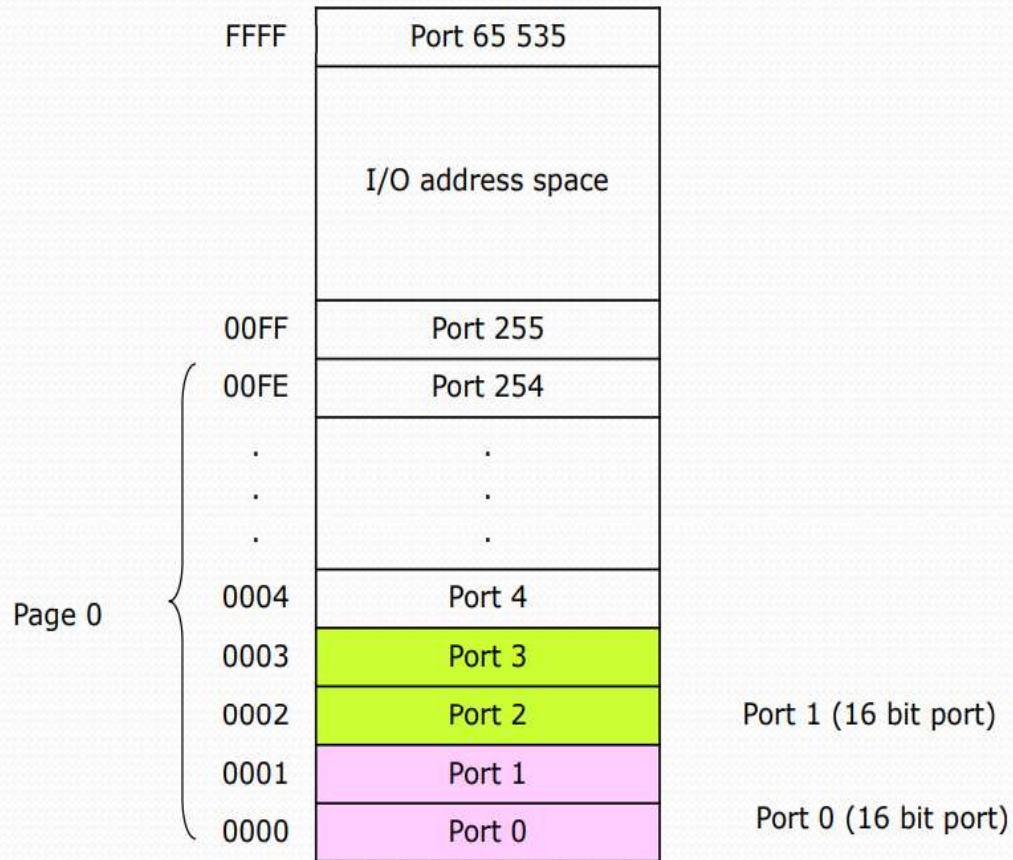 FFFF Port 65 535
I/O address space
00FF Port 255
00FE Port 254
. .
. .
. .
0004 Port 4
Page 0
0003 Port 3
0002 Port 2 Port 1 (16 bit port)
0001 Port 1
0000 Port 0 Port 0 (16 bit port)